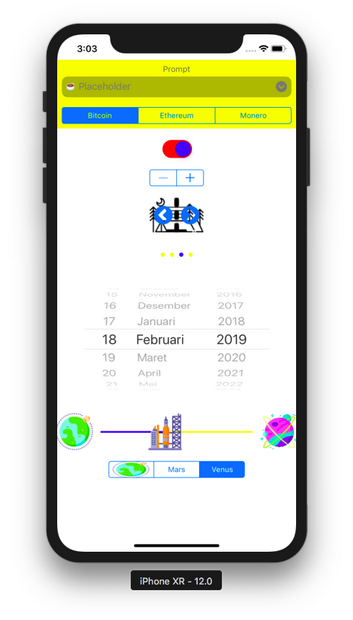 3:03
Prompt
Placeholder
Bitcoin Ethereum Monero
15 November 2016
16 Desember 2017
17 Januari 2018
18 Februari 2019
19 Maret 2020
20 April 2021
21 Mei 2022
Mars Venus
iPhone XR - 12.0